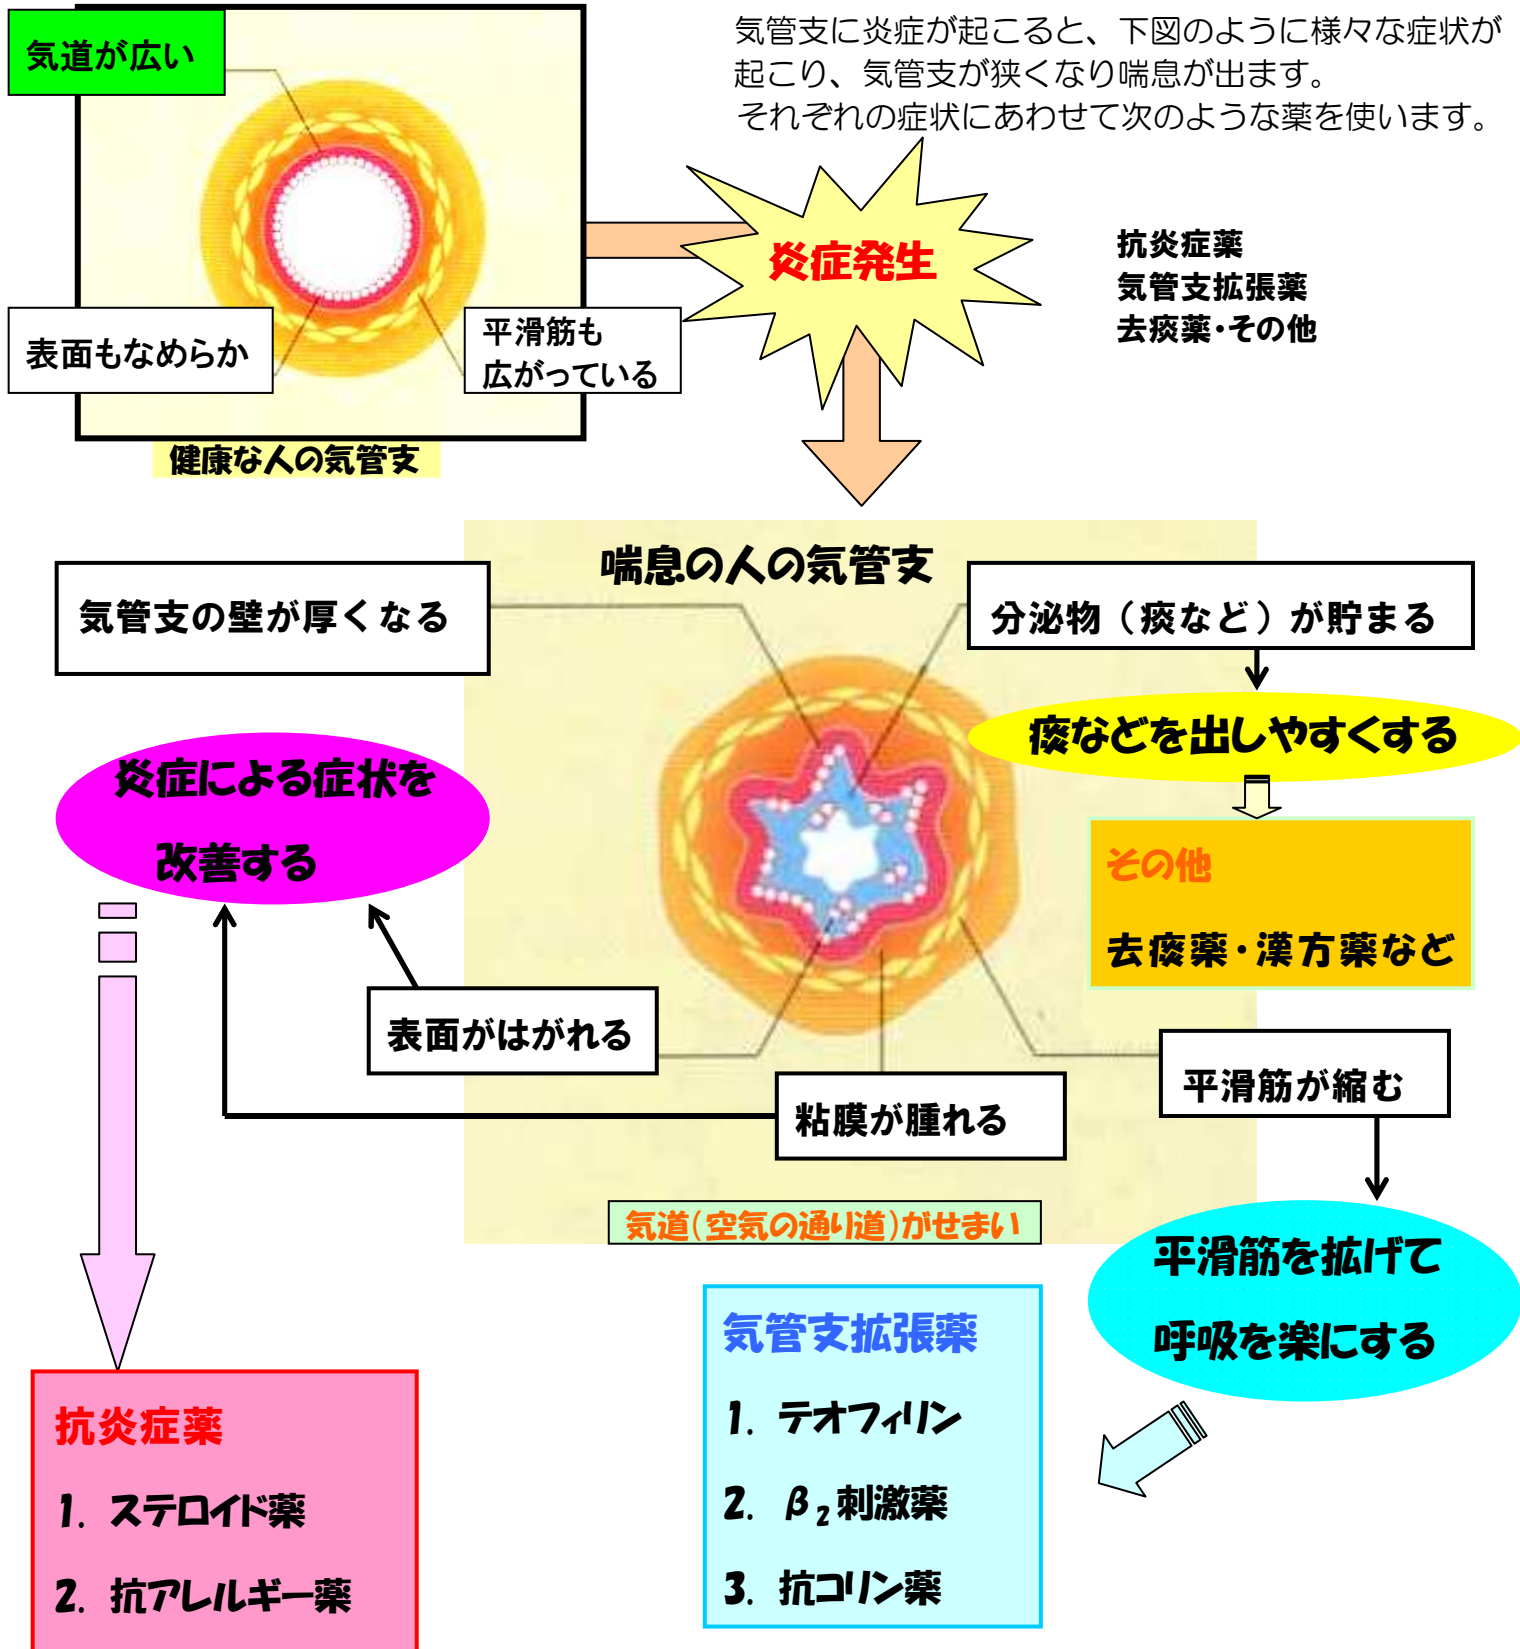 気道が広い
気管支に炎症が起こると、下図のように様々な症状が
起こり、気管支が狭くなり喘息が出ます。
それぞれの症状にあわせて次のような薬を使います。
炎症発生
抗炎症薬
気管支拡張薬
去痰薬・その他
表面もなめらか
平滑筋も
広がっている
健康な人の気管支
喘息の人の気管支
気管支の壁が厚くなる
分泌物（痰など）が貯まる
痰などを出しやすくする
炎症による症状を
改善する
その他
去痰薬・漢方薬など
表面がはがれる
平滑筋が縮む
粘膜が腫れる
気道(空気の通り道)がせまい
平滑筋を拡げて
呼吸を楽にする
気管支拡張薬
1. テオフィリン
2. β₂刺激薬
3. 抗コリン薬
抗炎症薬
1. ステロイド薬
2. 抗アレルギー薬